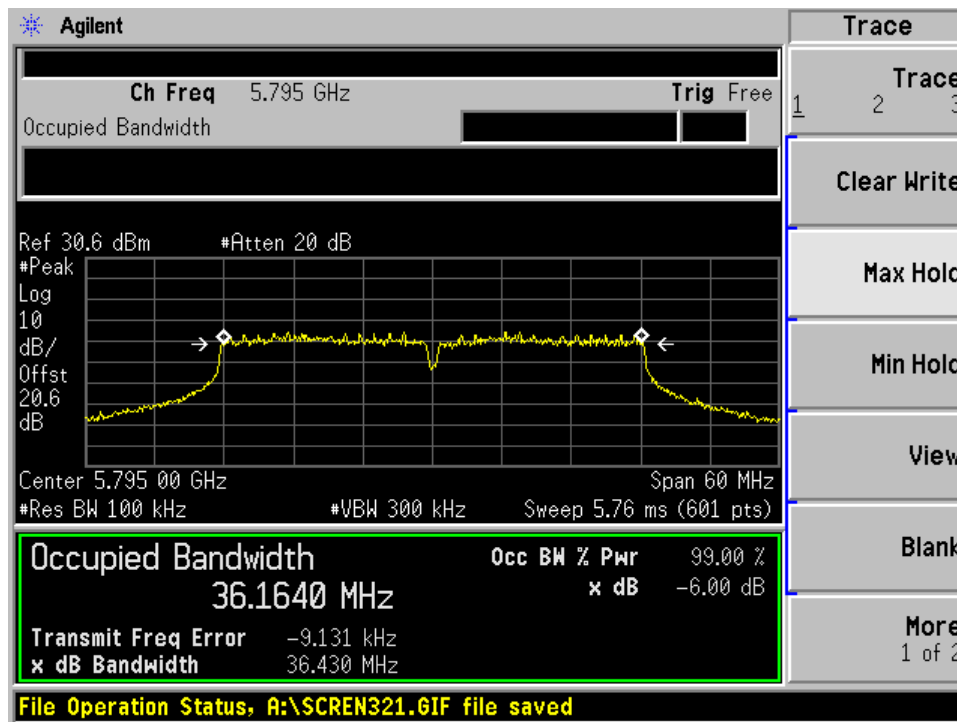 Agilent
Trace
Ch Freq 5.795 GHz Trig Free
Occupied Bandwidth
Trace
1 2 3
Clear Write
Max Hold
Min Hold
View
Blank
More
1 of 2
Ref 30.6 dBm #Atten 20 dB
#Peak
Log
10
dB/
Offst
20.6
dB
Center 5.795 00 GHz Span 60 MHz
#Res BW 100 kHz #VBW 300 kHz Sweep 5.76 ms (601 pts)
Occupied Bandwidth
36.1640 MHz
Occ BW % Pwr 99.00 %
x dB -6.00 dB
Transmit Freq Error -9.131 kHz
x dB Bandwidth 36.430 MHz
File Operation Status, A:\SCREN321.GIF file saved